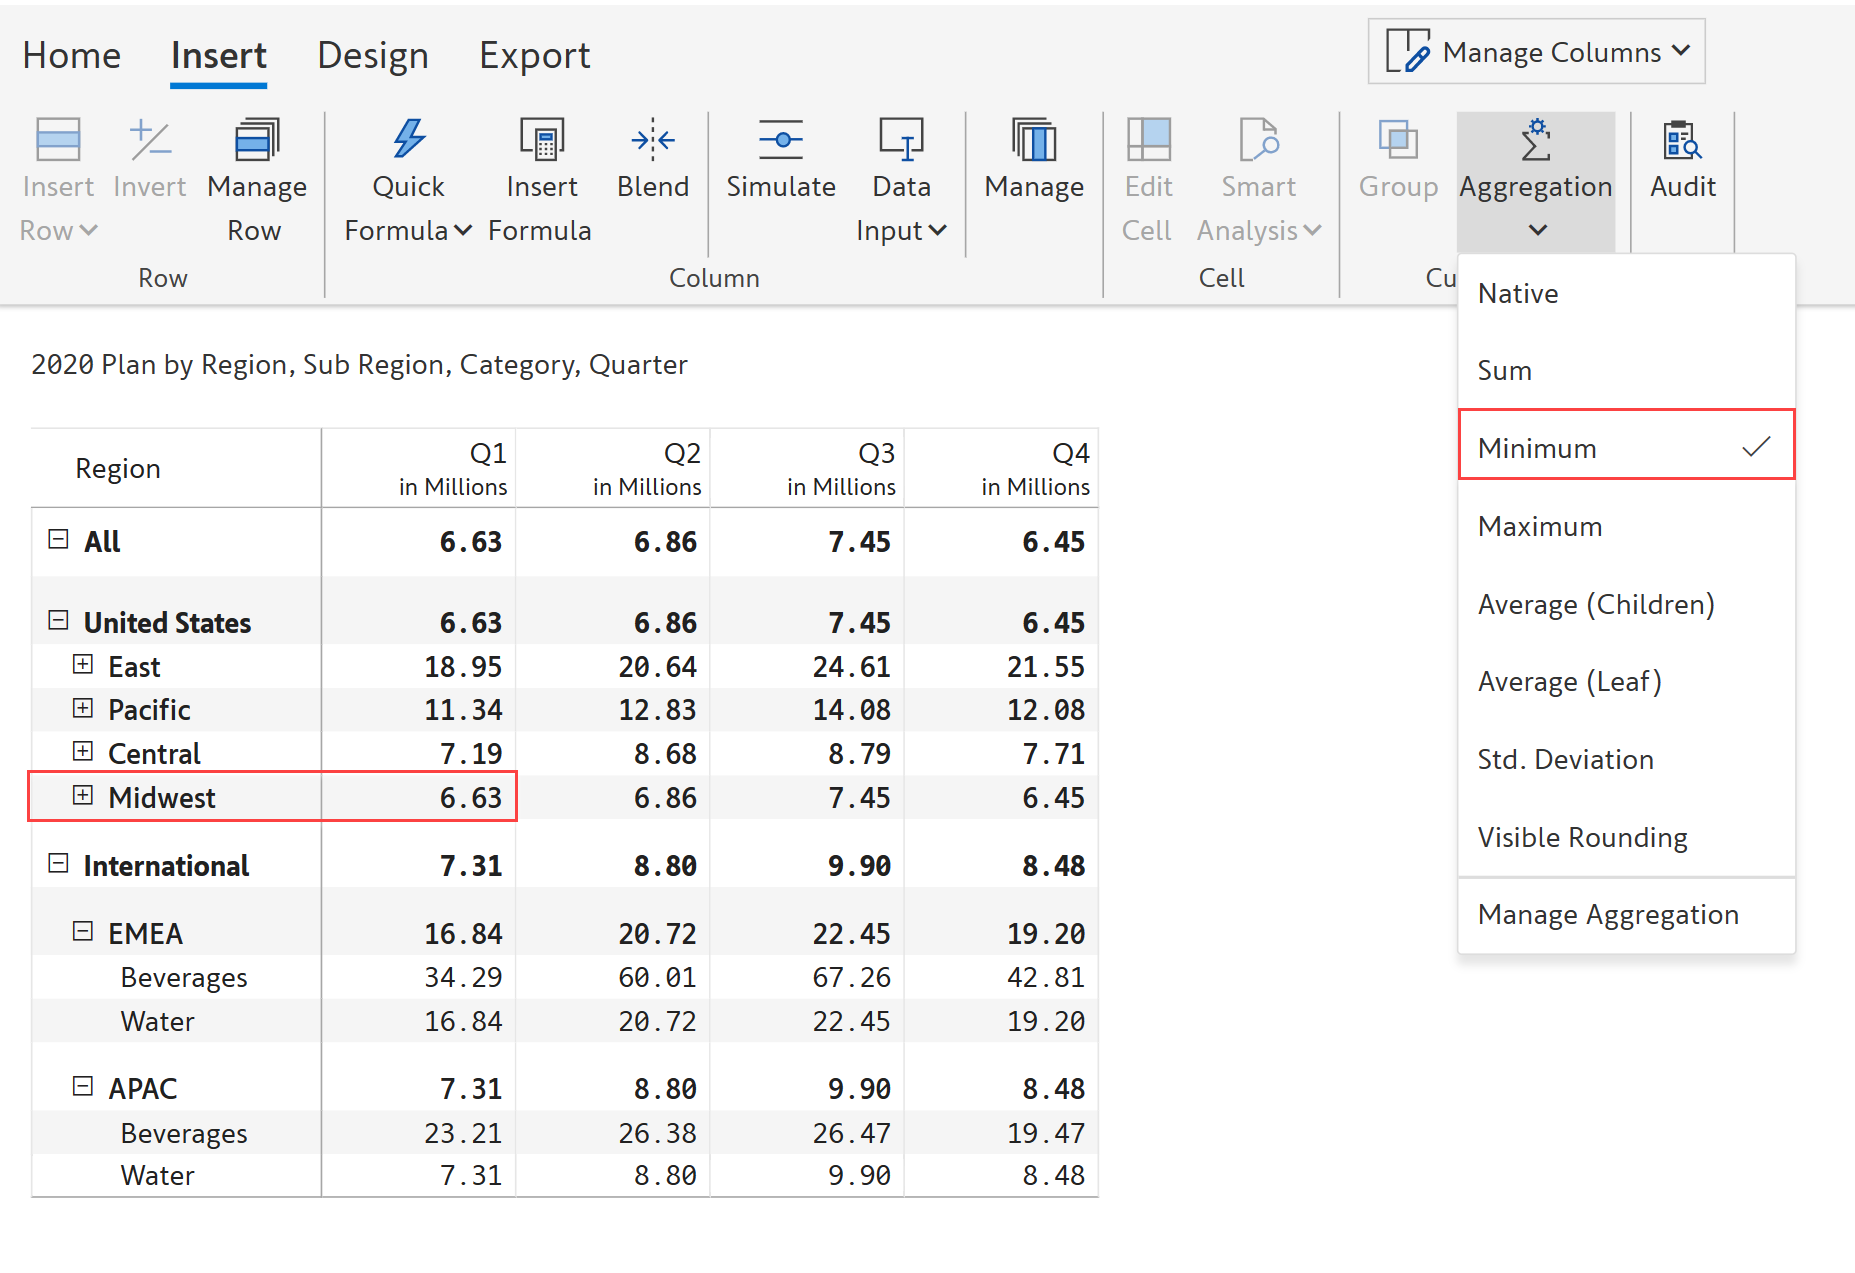 Home Insert Design Export Manage Columns
Insert Invert Manage Quick Insert Blend Simulate Data Manage Edit Smart Group Aggregation Audit
Row Row Formula Formula Input Cell Analysis
Row Column Cell Cu
Native
Sum
Minimum
Maximum
Average (Children)
Average (Leaf)
Std. Deviation
Visible Rounding
Manage Aggregation
2020 Plan by Region, Sub Region, Category, Quarter
Region Q1 Q2 Q3 Q4
in Millions in Millions in Millions in Millions
All 6.63 6.86 7.45 6.45
United States 6.63 6.86 7.45 6.45
East 18.95 20.64 24.61 21.55
Pacific 11.34 12.83 14.08 12.08
Central 7.19 8.68 8.79 7.71
Midwest 6.63 6.86 7.45 6.45
International 7.31 8.80 9.90 8.48
EMEA 16.84 20.72 22.45 19.20
Beverages 34.29 60.01 67.26 42.81
Water 16.84 20.72 22.45 19.20
APAC 7.31 8.80 9.90 8.48
Beverages 23.21 26.38 26.47 19.47
Water 7.31 8.80 9.90 8.48